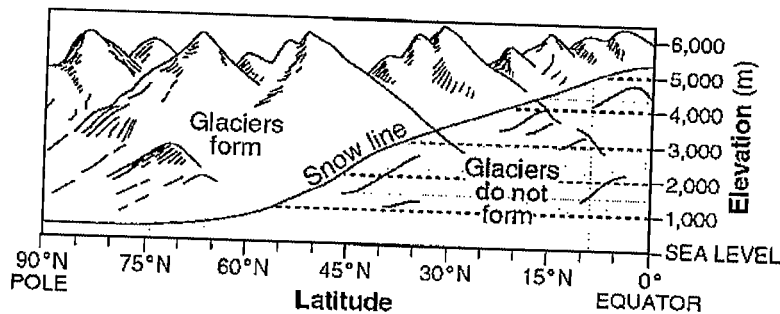 6,000
5,000
4,000
3,000
2,000
1,000
SEA LEVEL
Elevation (m)
Glaciers
form
Snow line
Glaciers
do not
form
90°N
75°N
60°N
45°N
30°N
15°N
0°
POLE
Latitude
EQUATOR